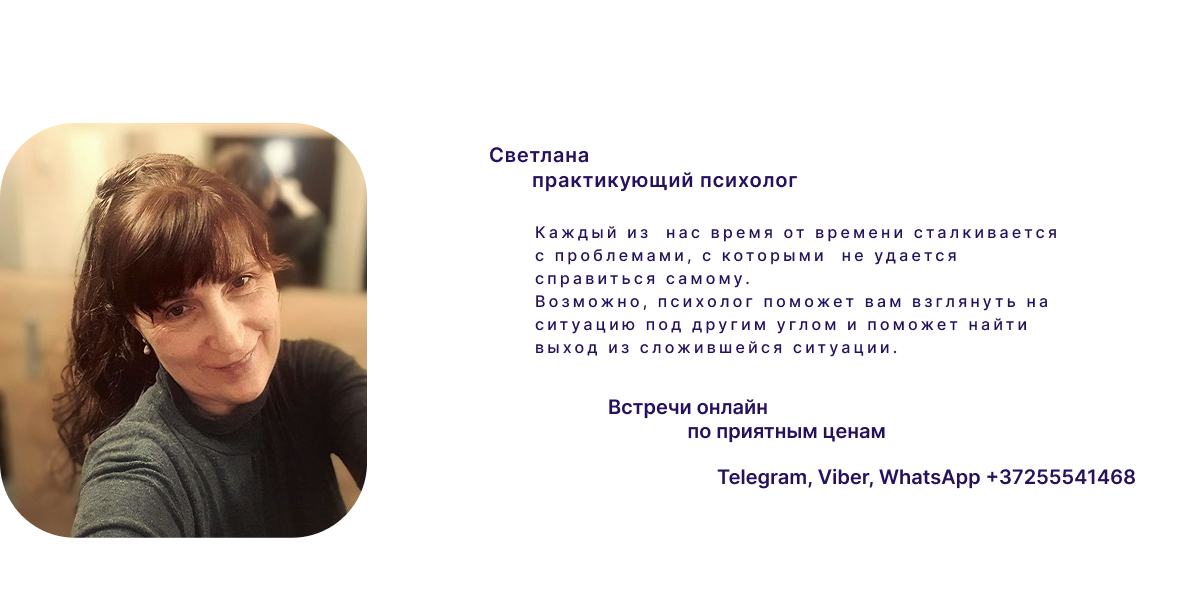 Светлана
практикующий психолог
Каждый из нас время от времени сталкивается
с проблемами, с которыми не удается
справиться самому.
Возможно, психолог поможет вам взглянуть на
ситуацию под другим углом и поможет найти
выход из сложившейся ситуации.
Встречи онлайн
по приятным ценам
Telegram, Viber, WhatsApp +37255541468